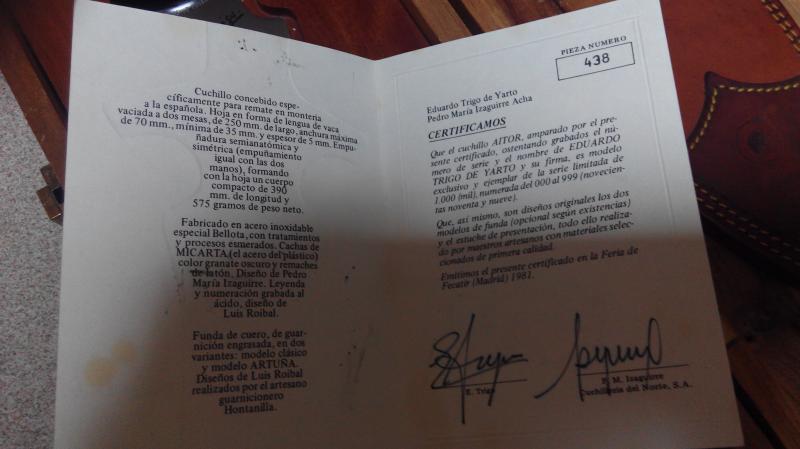 Cuchillo concebido espe-
cíficamente para remate en montería
a la española. Hoja en forma de lengua de vaca
vaciada a dos mesas, de 250 mm. de largo, anchura máxima
de 70 mm., mínima de 35 mm. y espesor de 5 mm. Empu-
ñadura semianatómica y
simétrica (empuñamiento
igual con las dos
manos), formando
con la hoja un cuerpo
compacto de 390
mm. de longitud y
575 gramos de peso neto.
Fabricado en acero inoxidable
especial Bellota, con tratamientos
y procesos esmerados. Cachas de
MICARTA (el acero del plástico)
color granate oscuro y remaches
de latón. Diseño de Pedro
María Izaguirre. Leyenda
y numeración grabada al
ácido, diseño de
Luis Roibal.
Funda de cuero, de guar-
nición engrasada, en dos
variantes: modelo clásico
y modelo ARTUÑA.
Diseños de Luis Roibal
realizados por el artesano
guarnicionero
Hontanilla.
PIEZA NUMERO
438
Eduardo Trigo de Yarto
Pedro María Izaguirre Acha
CERTIFICAMOS
Que el cuchillo AITOR, amparado por el pre-
sente certificado, ostentando grabados el nú-
mero de serie y el nombre de EDUARDO
TRIGO DE YARTO y su firma, es modelo
exclusivo y ejemplar de la serie limitada de
1.000 (mil), numerada del 000 al 999 (novecien-
tas noventa y nueve).
Que, así mismo, son diseños originales los dos
modelos de funda (opcional según existencias)
y el estuche de presentación, todo ello realiza-
do por maestros artesanos con materiales selec-
cionados de primera calidad.
Emitimos el presente certificado en la Feria de
Fecatir (Madrid) 1981.
E. Trigo
P. M. Izaguirre
Cuchillería del Norte, S.A.